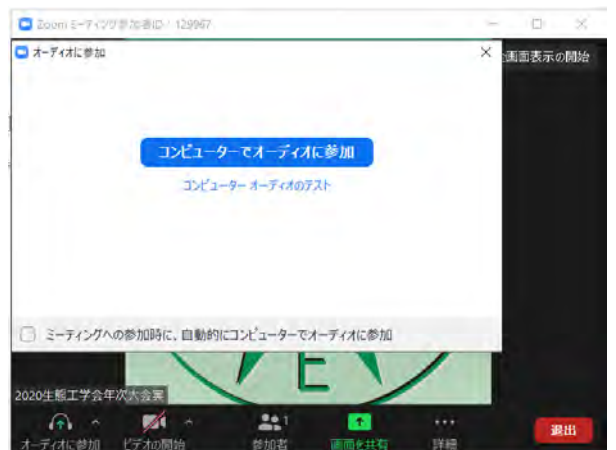 Zoom ミーティング参加者ID : 129967
オーディオに参加
全画面表示の開始
コンピューターでオーディオに参加
コンピューター オーディオのテスト
ミーティングへの参加時に、自動的にコンピューターでオーディオに参加
E
2020生態工学会年次大会実
オーディオに参加 ビデオの開始 参加者 1 画面を共有 詳細 退出